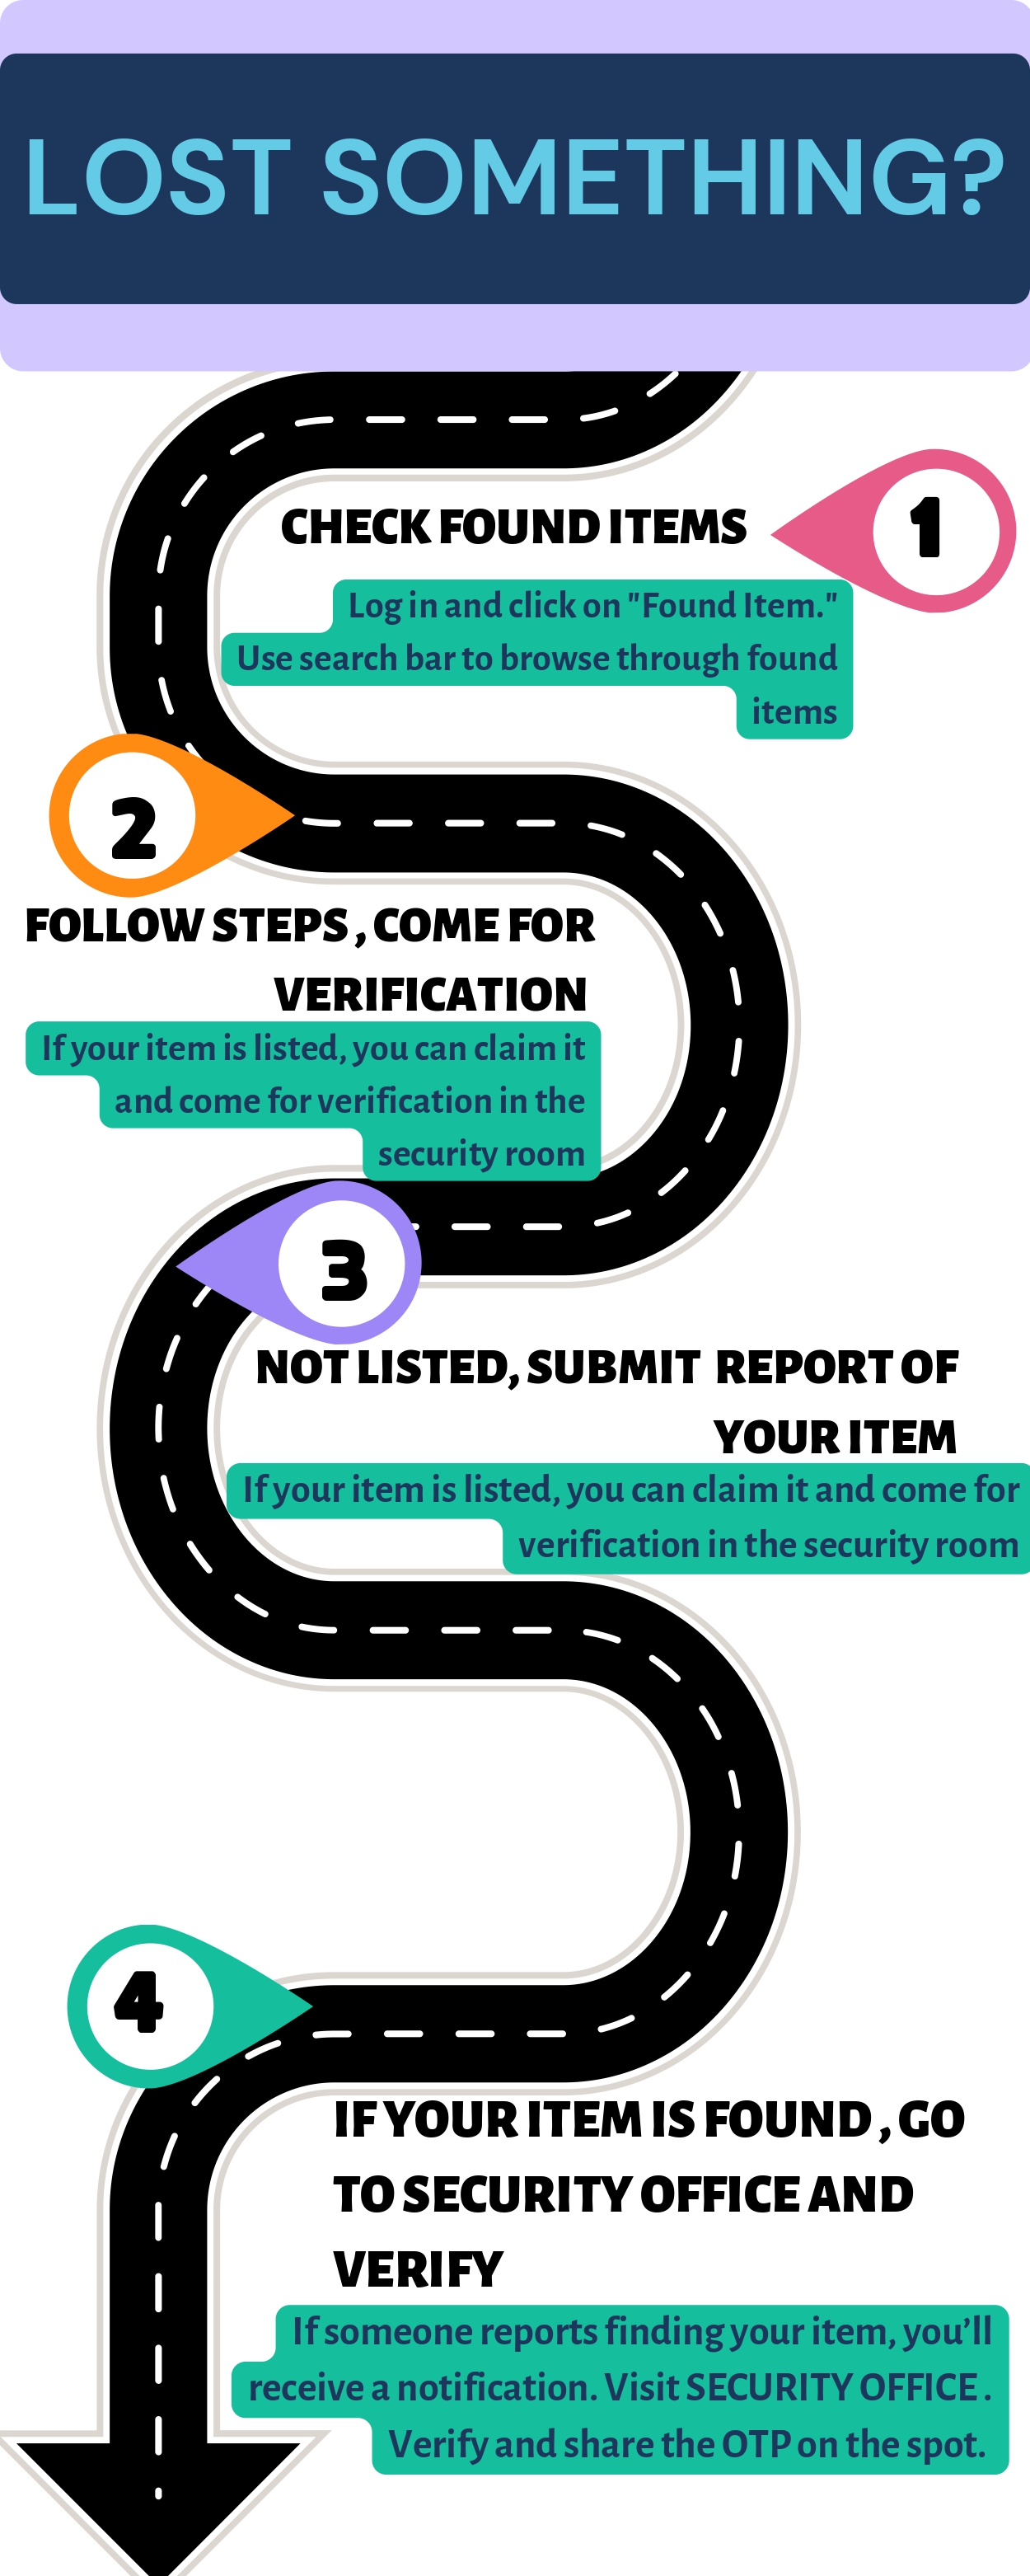 LOST SOMETHING?
1
CHECK FOUND ITEMS
Log in and click on "Found Item."
Use search bar to browse through found
items
2
FOLLOW STEPS , COME FOR
VERIFICATION
If your item is listed, you can claim it
and come for verification in the
security room
3
NOT LISTED, SUBMIT REPORT OF
YOUR ITEM
If your item is listed, you can claim it and come for
verification in the security room
4
IF YOUR ITEM IS FOUND , GO
TO SECURITY OFFICE AND
VERIFY
If someone reports finding your item, you’ll
receive a notification. Visit SECURITY OFFICE .
Verify and share the OTP on the spot.